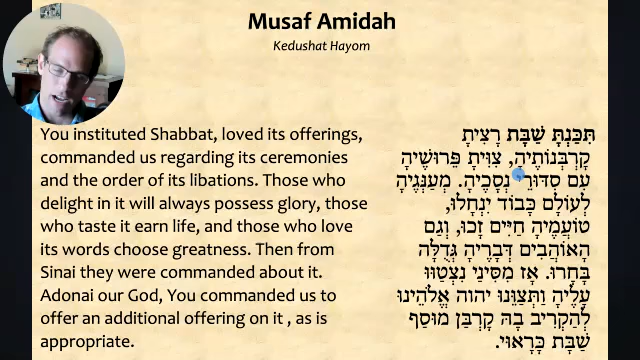 Musaf Amidah
Kedushat Hayom
You instituted Shabbat, loved its offerings,
commanded us regarding its ceremonies
and the order of its libations. Those who
delight in it will always possess glory, those
who taste it earn life, and those who love
its words choose greatness. Then from
Sinai they were commanded about it.
Adonai our God, You commanded us to
offer an additional offering on it , as is
appropriate.
תִּכַּנְתָּ שַׁבָּת רָצִיתָ
קָרְבְּנוֹתֶיהָ, צִוִּיתָ פֵּרוּשֶׁיהָ
עִם סִדּוּרֵי נְסָכֶיהָ. מְעַנְּגֶיהָ
לְעוֹלָם כָּבוֹד יִנְחָלוּ,
טוֹעֲמֶיהָ חַיִּים זָכוּ, וְגַם
הָאוֹהֲבִים דְּבָרֶיהָ גְּדֻלָּה
בָּחָרוּ. אָז מִסִּינַי נִצְטַוּוּ
עָלֶיהָ וַתְּצַוֵּנוּ יהוה אֱלֹהֵינוּ
לְהַקְרִיב בָּהּ קָרְבַּן מוּסַף
שַׁבָּת כָּרָאוּי.